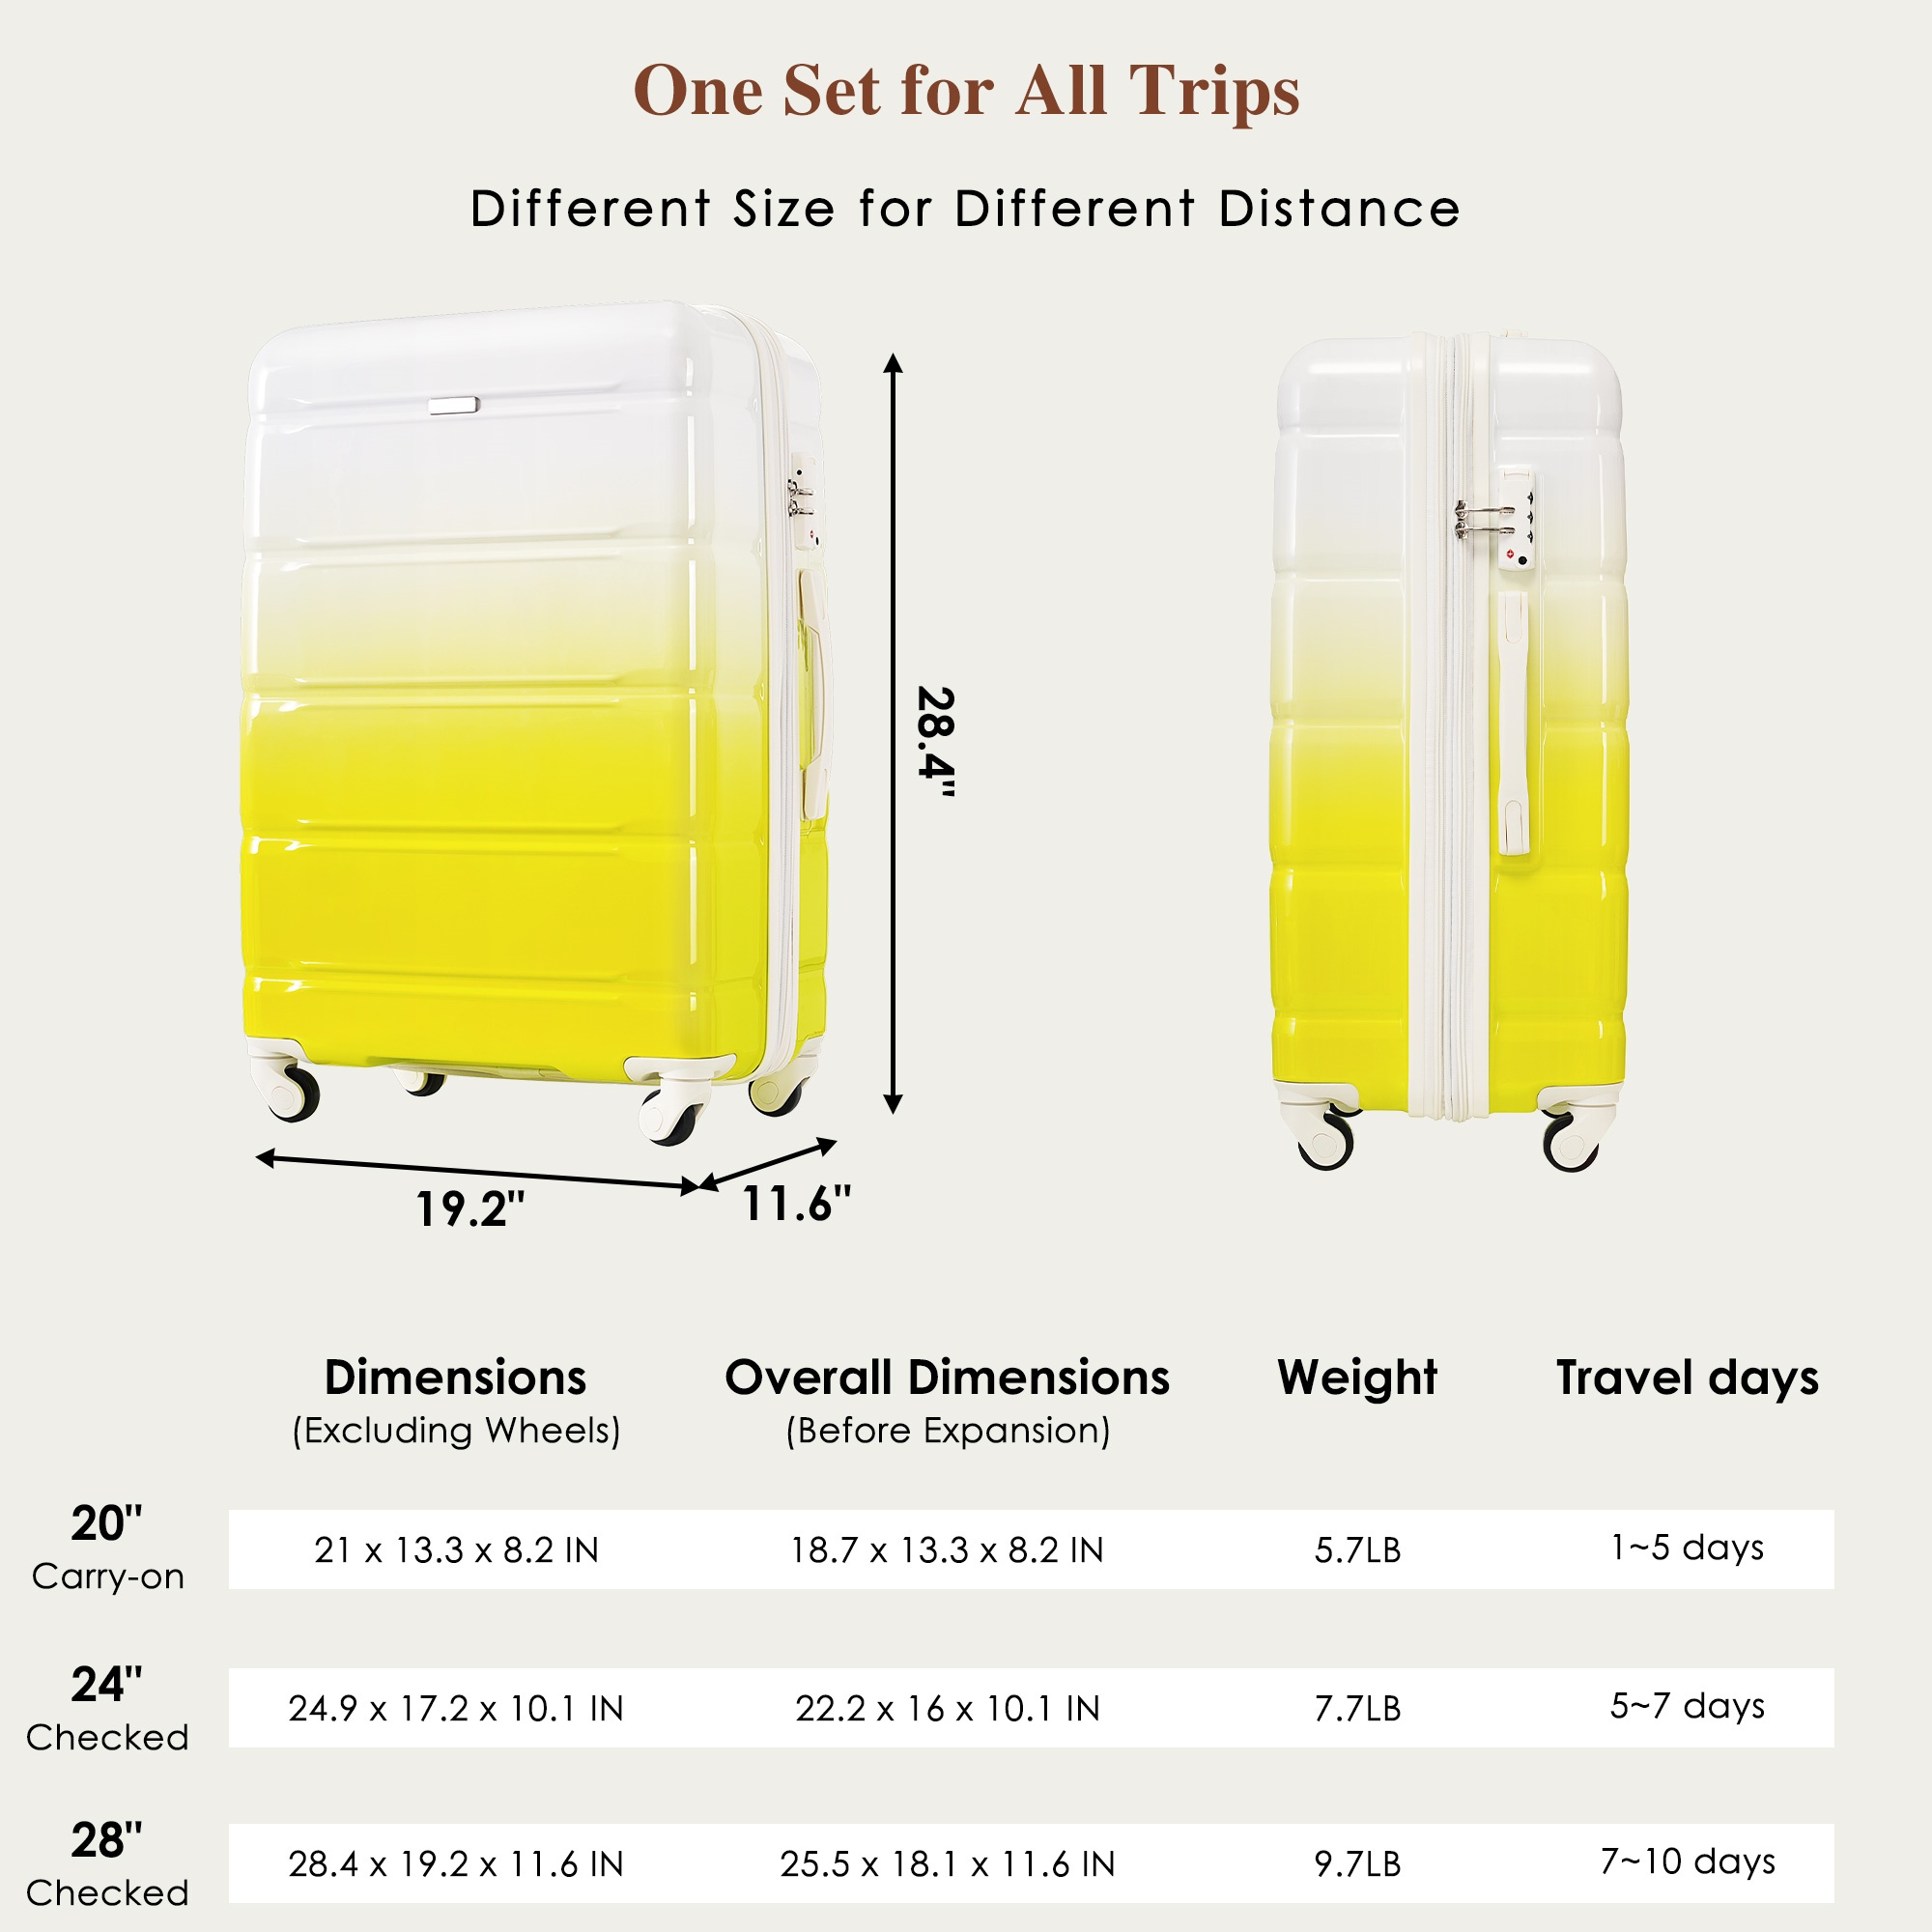 One Set for All Trips
Different Size for Different Distance
28.4"
19.2"
11.6"
Dimensions Overall Dimensions Weight Travel days
(Excluding Wheels) (Before Expansion)
20"
Carry-on
21 x 13.3 x 8.2 IN 18.7 x 13.3 x 8.2 IN 5.7LB 1~5 days
24"
Checked
24.9 x 17.2 x 10.1 IN 22.2 x 16 x 10.1 IN 7.7LB 5~7 days
28"
Checked
28.4 x 19.2 x 11.6 IN 25.5 x 18.1 x 11.6 IN 9.7LB 7~10 days